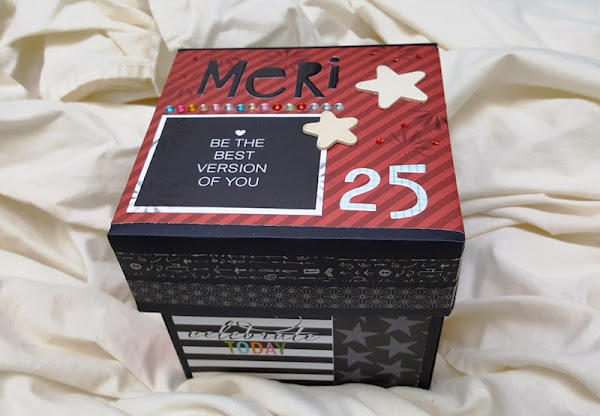 MeRi
BE THE
BEST
VERSION
OF YOU
25
celebrate
TODAY